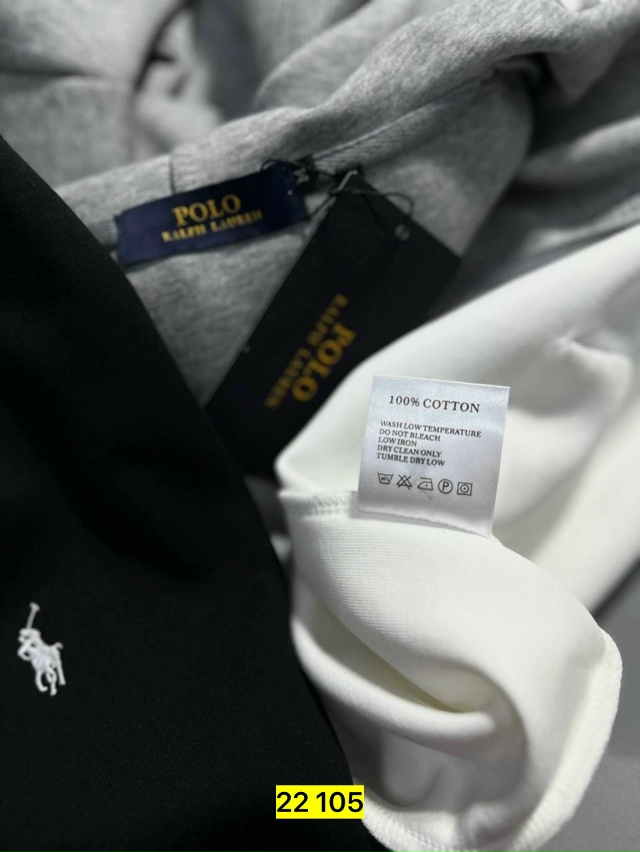 POLO
RALPH LAUREN
POLO
RALPH LAUREN
100% COTTON
WASH LOW TEMPERATURE
DO NOT BLEACH
LOW IRON
DRY CLEAN ONLY
TUMBLE DRY LOW
P
22 105